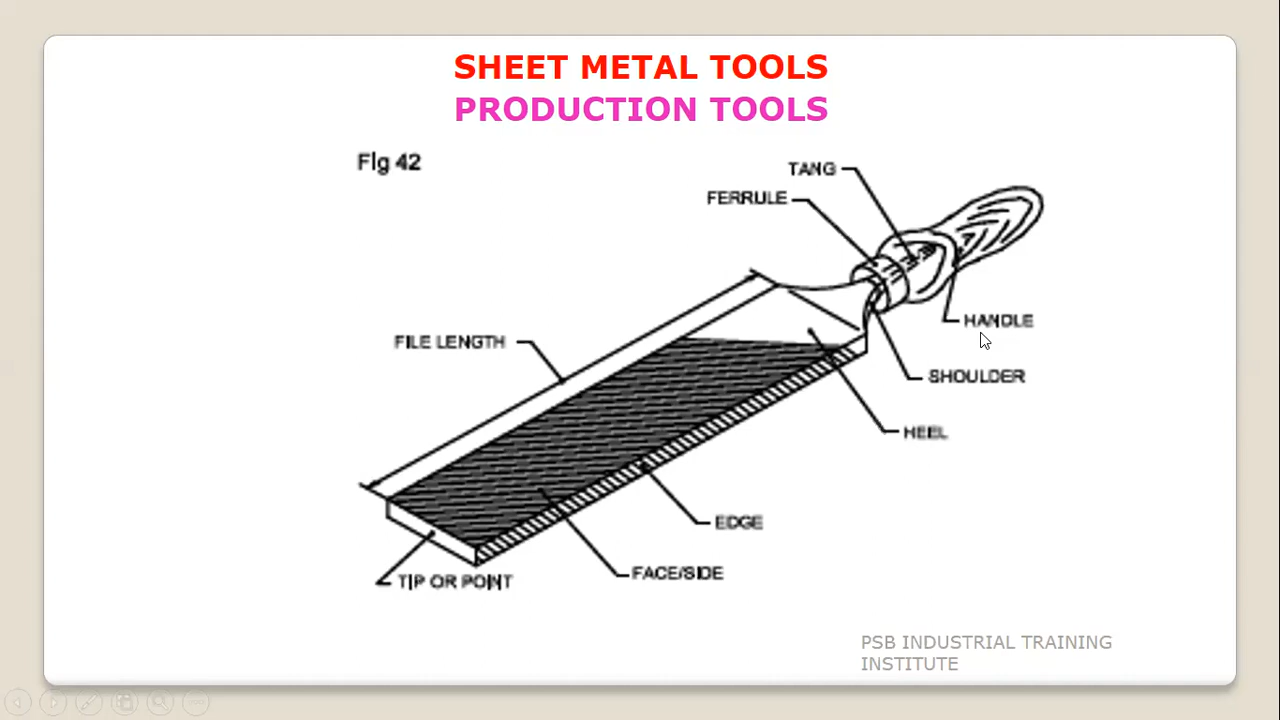 SHEET METAL TOOLS
PRODUCTION TOOLS
Fig 42
TANG
FERRULE
HANDLE
FILE LENGTH
SHOULDER
HEEL
EDGE
FACE/SIDE
TIP OR POINT
PSB INDUSTRIAL TRAINING
INSTITUTE